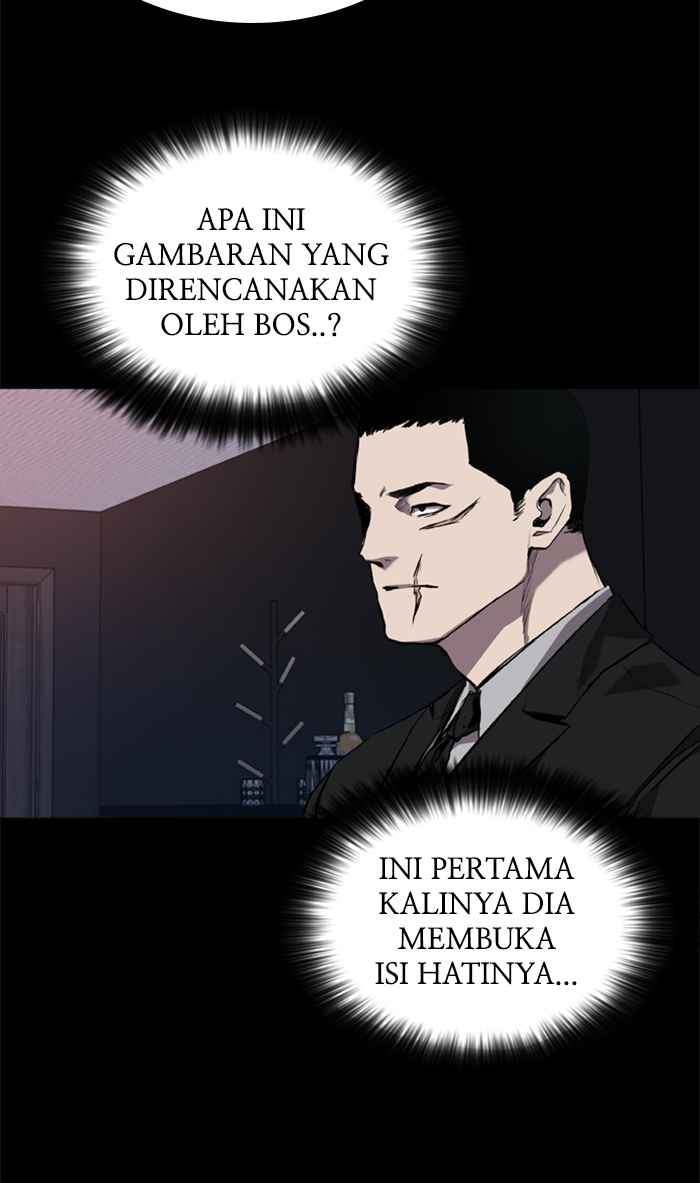 APA INI
GAMBARAN YANG
DIRENCANAKAN
OLEH BOS..?
INI PERTAMA
KALINYA DIA
MEMBUKA
ISI HATINYA...